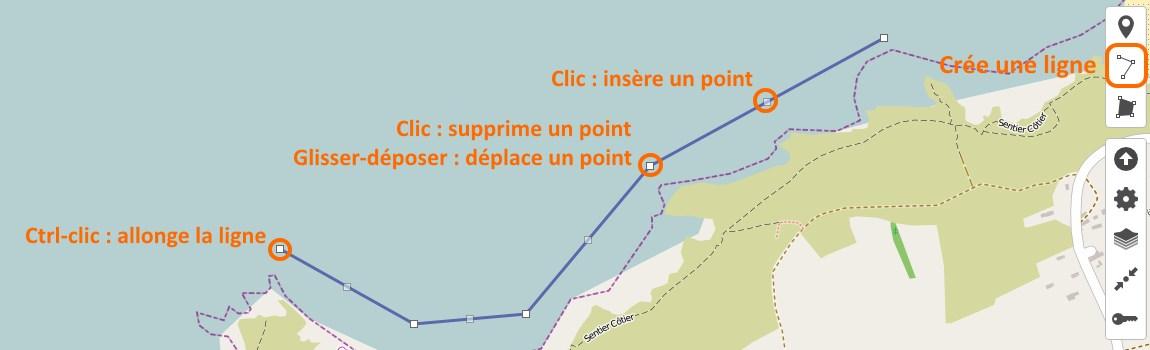 Crée une ligne
Clic : insère un point
Clic : supprime un point
Glisser-déposer : déplace un point
Ctrl-clic : allonge la ligne
Sentier Côtier
Sentier Côtier